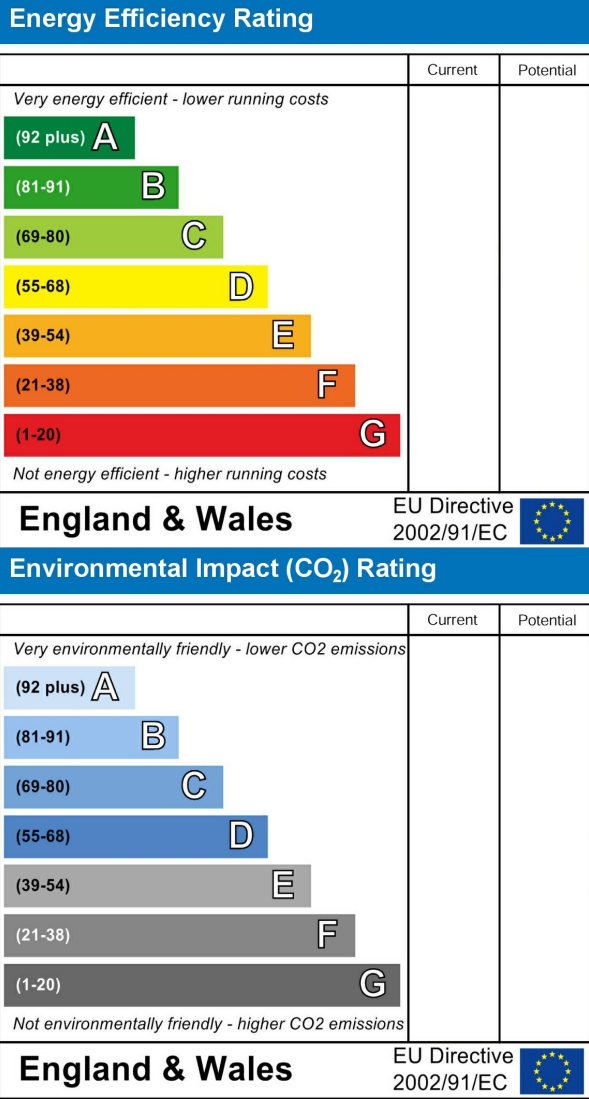 Energy Efficiency Rating
Current Potential
Very energy efficient - lower running costs
(92 plus) A
(81-91) B
(69-80) C
(55-68) D
(39-54) E
(21-38) F
(1-20) G
Not energy efficient - higher running costs
England & Wales
EU Directive
2002/91/EC
Environmental Impact (CO₂) Rating
Current Potential
Very environmentally friendly - lower CO2 emissions
(92 plus) A
(81-91) B
(69-80) C
(55-68) D
(39-54) E
(21-38) F
(1-20) G
Not environmentally friendly - higher CO2 emissions
England & Wales
EU Directive
2002/91/EC